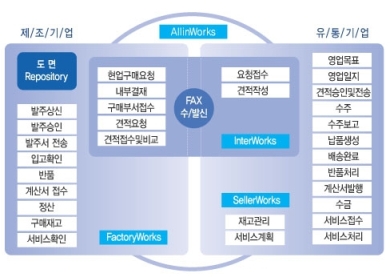 제/조/기/업
AllinWorks
유/통/기/업
도 면
Repository
발주상신
발주승인
발주서 전송
입고확인
반품
계산서 접수
정산
구매재고
서비스확인
현업구매요청
내부결재
구매부서접수
견적요청
견적접수및비교
FAX
수/발신
요청접수
견적작성
InterWorks
FactoryWorks
SellerWorks
재고관리
서비스계획
영업목표
영업일지
견적승인및전송
수주
수주보고
납품생성
배송완료
반품처리
계산서발행
수금
서비스접수
서비스처리